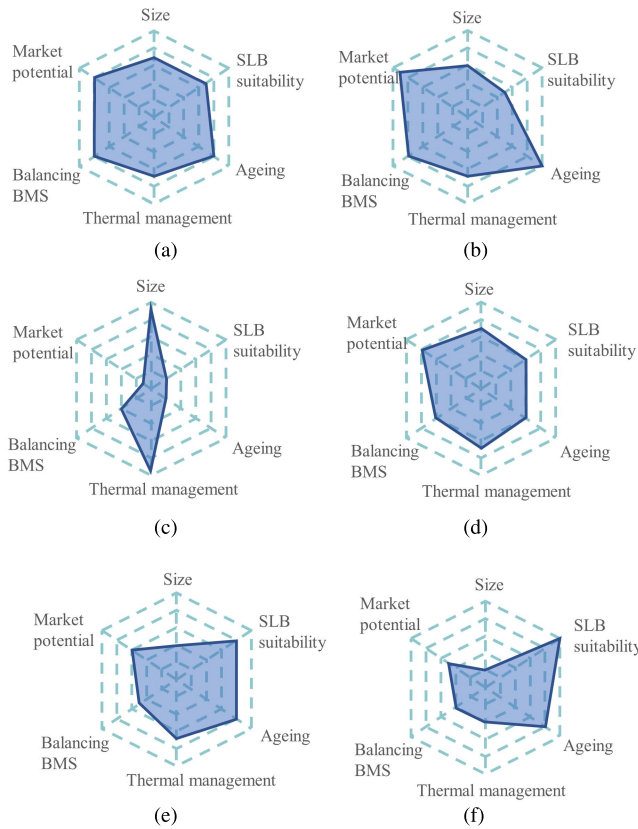 Size
Market
potential
SLB
suitability
Balancing
BMS
Ageing
Thermal management
(a)
Size
Market
potential
SLB
suitability
Balancing
BMS
Ageing
Thermal management
(b)
Size
Market
potential
SLB
suitability
Balancing
BMS
Ageing
Thermal management
(c)
Size
Market
potential
SLB
suitability
Balancing
BMS
Ageing
Thermal management
(d)
Size
Market
potential
SLB
suitability
Balancing
BMS
Ageing
Thermal management
(e)
Size
Market
potential
SLB
suitability
Balancing
BMS
Ageing
Thermal management
(f)